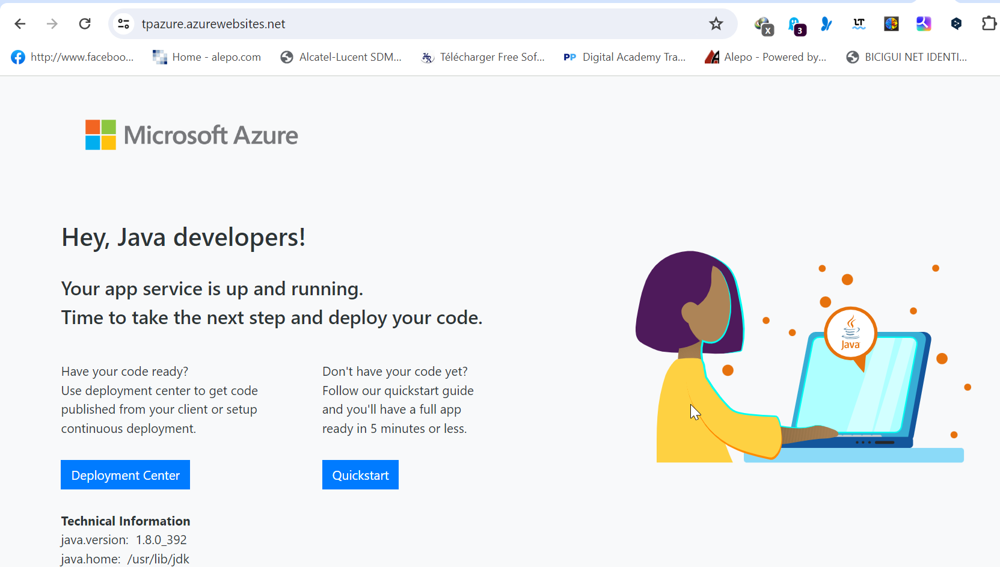 tpazure.azurewebsites.net
X
3
LT
http://www.faceboo...
Home - alepo.com
Alcatel-Lucent SDM...
Télécharger Free Sof...
PP
Digital Academy Tra...
Alepo - Powered by...
BICIGUI NET IDENTI...
Microsoft Azure
Hey, Java developers!
Your app service is up and running.
Time to take the next step and deploy your code.
Java
Have your code ready?
Use deployment center to get code
published from your client or setup
continuous deployment.
Don't have your code yet?
Follow our quickstart guide
and you'll have a full app
ready in 5 minutes or less.
Deployment Center
Quickstart
Technical Information
java.version: 1.8.0_392
java.home: /usr/lib/jdk